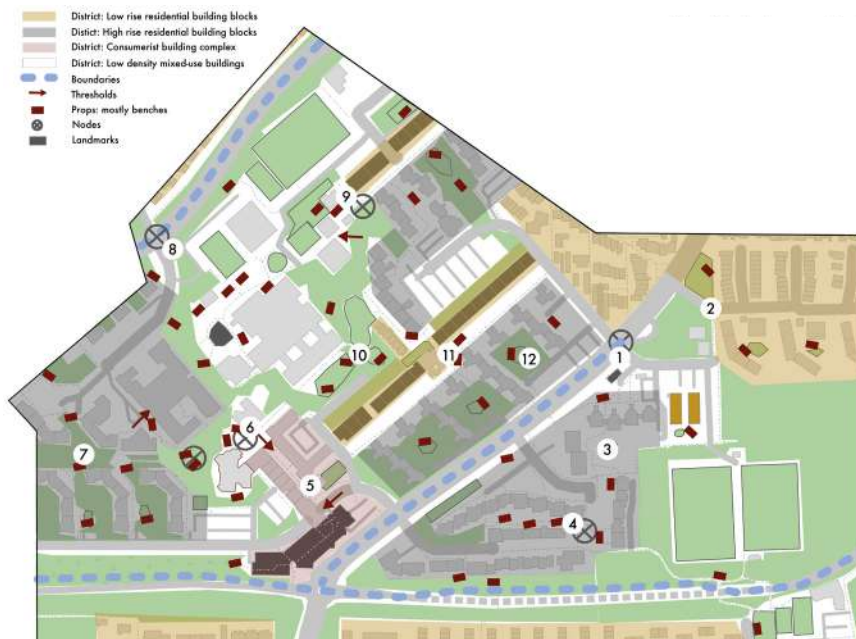 District: Low rise residential building blocks
Distict: High rise residential building blocks
District: Consumerist building complex
District: Low density mixed-use buildings
Boundaries
Thresholds
Props: mostly benches
Nodes
Landmarks
9
8
2
1
10
11
12
6
7
5
3
4